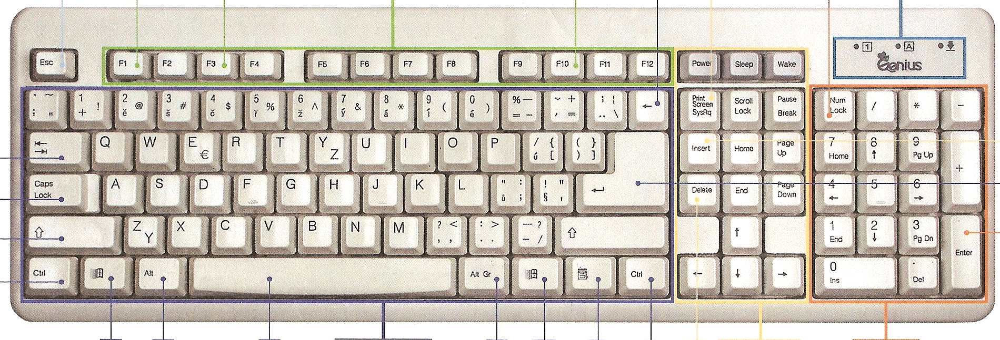 Esc F1 F2 F3 F4 F5 F6 F7 F8 F9 F10 F11 F12 Power Sleep Wake
1 A
Genius
° ~ 1 ! 2 @ 3 # 4 $ 5 % 6 ^ 7 & 8 * 9 ( 0 ) % — ˇ + ; ¦ ←
; " + ě š č ř ž ý á í é = - ' = .. \
Print Screen SysRq Scroll Lock Pause Break Num Lock / * -
Q W E R T Y U I O P / { ( }
€ Z ú [ ) ]
Insert Home Page Up 7 Home 8 ↑ 9 Pg Up +
Caps Lock A S D F G H J K L " : ! "
ů ; § ' ↵
Delete End Page Down 4 ← 5 6 →
⇧ Z X C V B N M ? < : > — ? ⇧
Y , , . . - /
↑ 1 End 2 ↓ 3 Pg Dn Enter
Ctrl Alt Alt Gr Ctrl ← ↓ → 0 Ins . Del